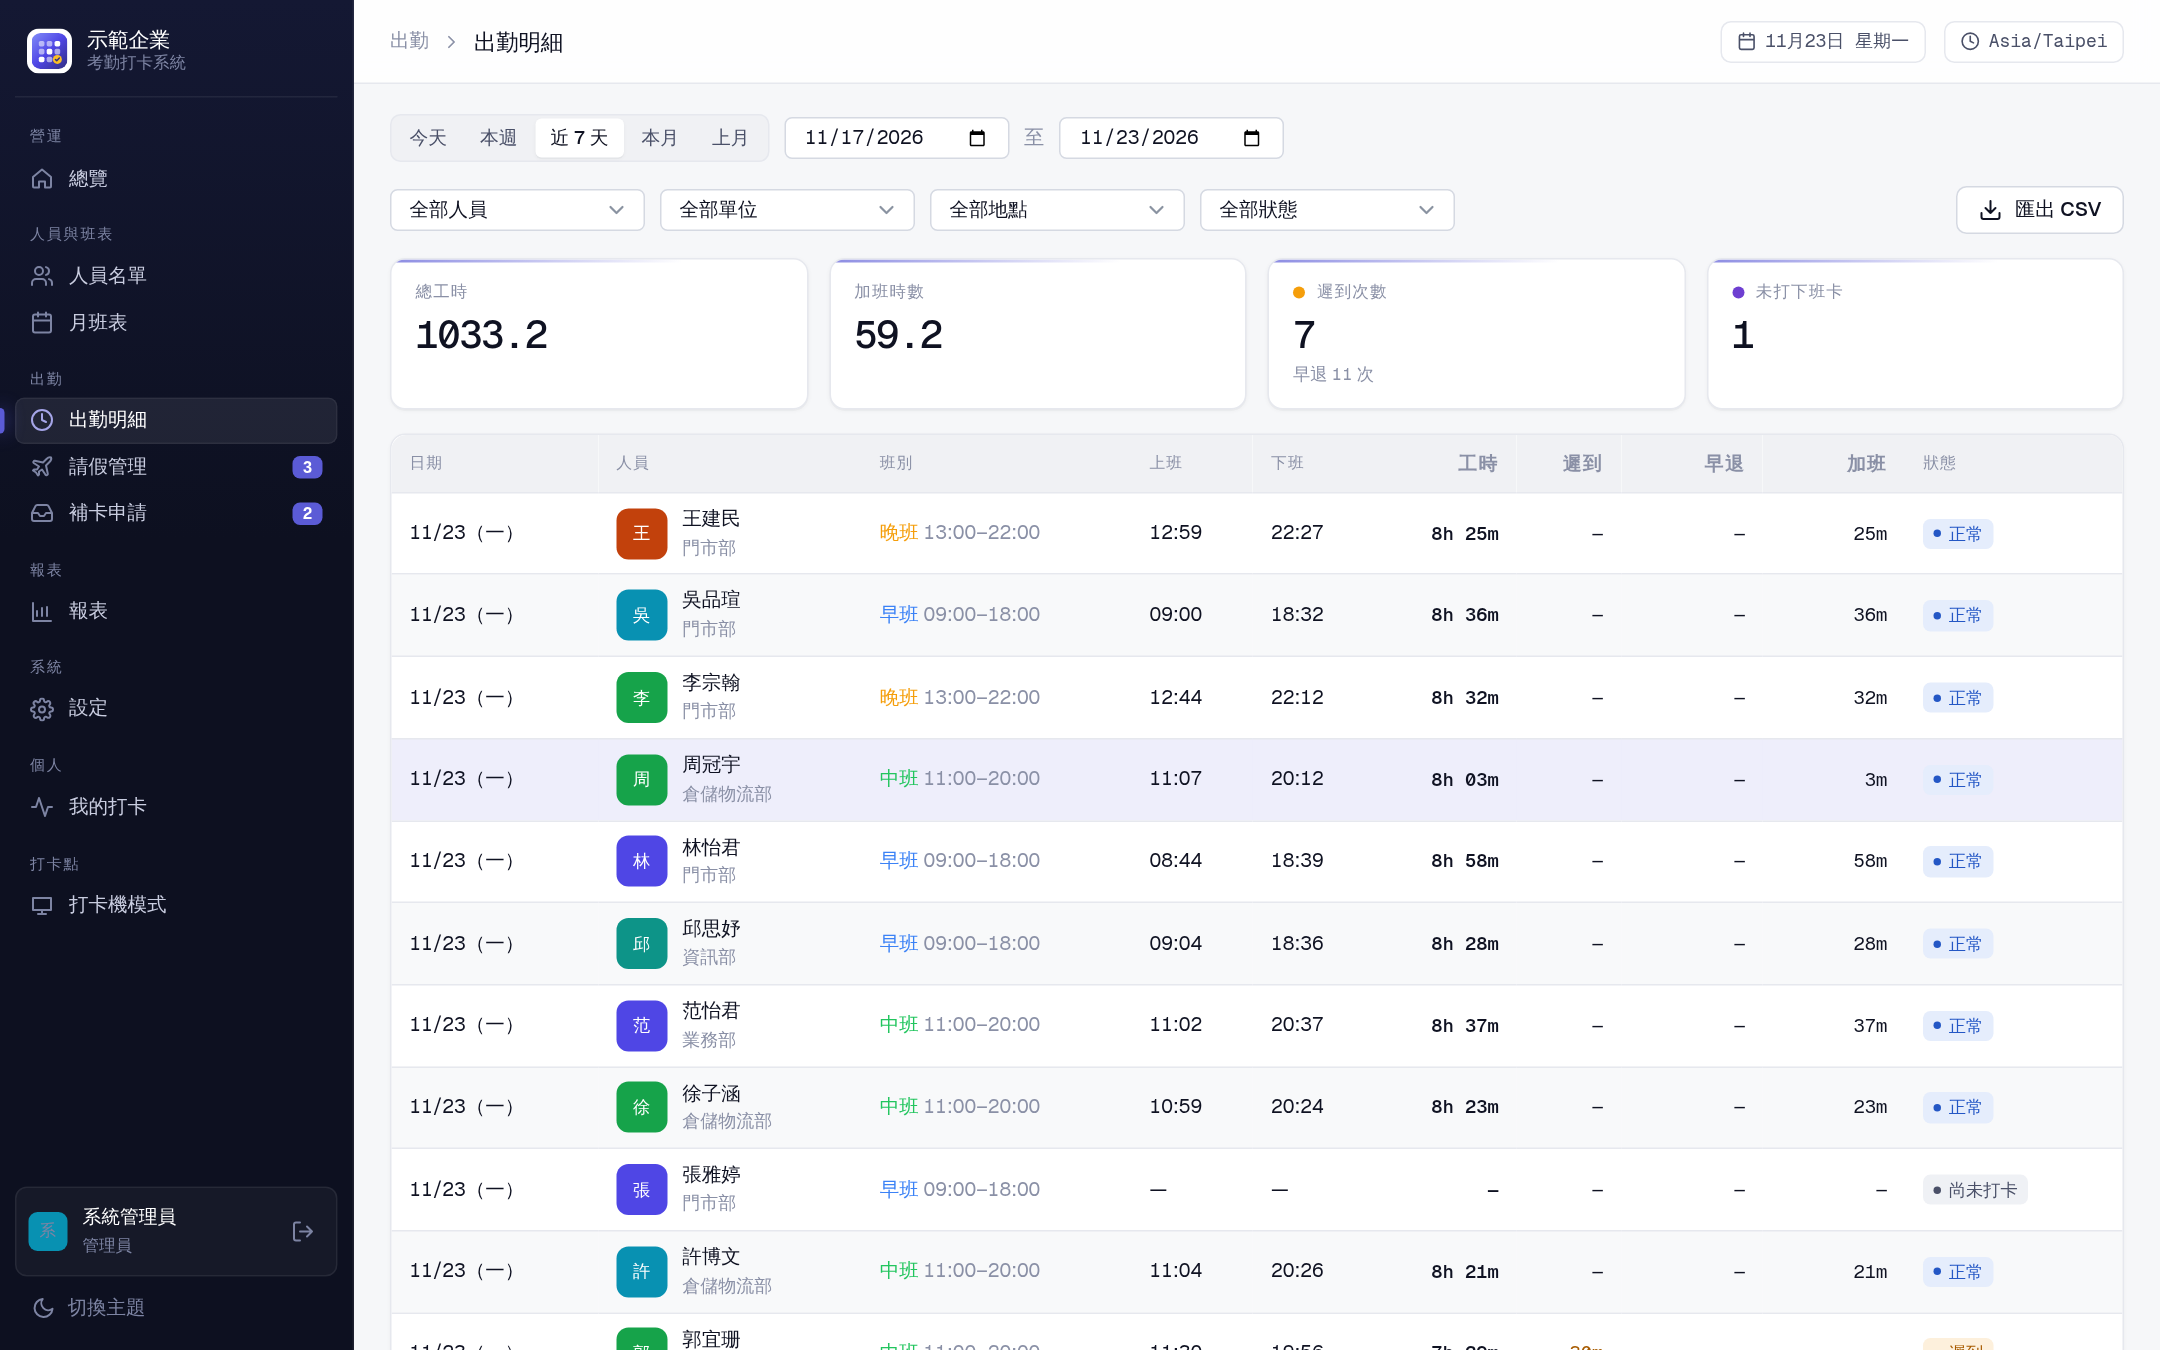 示範企業
考勤打卡系統
營運
總覽
人員與班表
人員名單
月班表
出勤
出勤明細
請假管理 3
補卡申請 2
報表
報表
系統
設定
個人
我的打卡
打卡點
打卡機模式
系 系統管理員
管理員
切換主題
出勤 出勤明細 11月23日 星期一 Asia/Taipei
今天 本週 近 7 天 本月 上月 11/17/2026 至 11/23/2026
全部人員 全部單位 全部地點 全部狀態 匯出 CSV
總工時 加班時數 遲到次數 未打下班卡
1033.2 59.2 7 1
早退 11 次
日期 人員 班別 上班 下班 工時 遲到 早退 加班 狀態
11/23（一） 王 王建民 晚班 13:00–22:00 12:59 22:27 8h 25m – – 25m 正常
門市部
11/23（一） 吳 吳品瑄 早班 09:00–18:00 09:00 18:32 8h 36m – – 36m 正常
門市部
11/23（一） 李 李宗翰 晚班 13:00–22:00 12:44 22:12 8h 32m – – 32m 正常
門市部
11/23（一） 周 周冠宇 中班 11:00–20:00 11:07 20:12 8h 03m – – 3m 正常
倉儲物流部
11/23（一） 林 林怡君 早班 09:00–18:00 08:44 18:39 8h 58m – – 58m 正常
門市部
11/23（一） 邱 邱思妤 早班 09:00–18:00 09:04 18:36 8h 28m – – 28m 正常
資訊部
11/23（一） 范 范怡君 中班 11:00–20:00 11:02 20:37 8h 37m – – 37m 正常
業務部
11/23（一） 徐 徐子涵 中班 11:00–20:00 10:59 20:24 8h 23m – – 23m 正常
倉儲物流部
11/23（一） 張 張雅婷 早班 09:00–18:00 — — – – – – 尚未打卡
門市部
11/23（一） 許 許博文 中班 11:00–20:00 11:04 20:26 8h 21m – – 21m 正常
倉儲物流部
郭宜珊